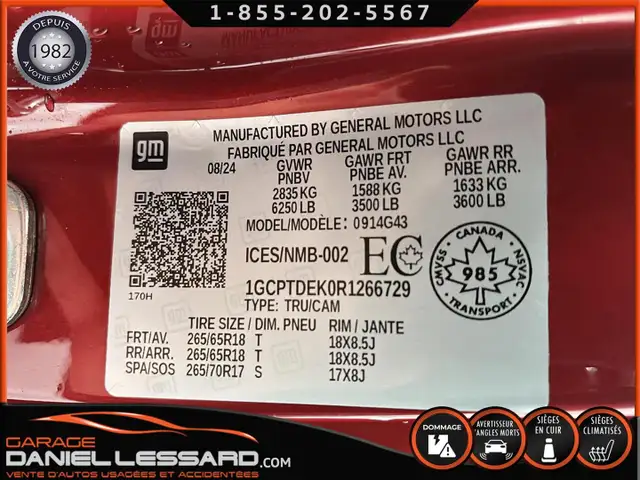 1-855-202-5567
DEPUIS
1982
À VOTRE SERVICE
gm
MANUFACTURED BY GENERAL MOTORS LLC
FABRIQUÉ PAR GENERAL MOTORS LLC
08/24 GVWR GAWR FRT GAWR RR
PNBV PNBE AV. PNBE ARR.
2835 KG 1588 KG 1633 KG
6250 LB 3500 LB 3600 LB
MODEL/MODÈLE: 0914G43
ICES/NMB-002 EC
CANADA
CMVSS NSVAC
985
TRANSPORT
170H
1GCPTDEK0R1266729
TYPE: TRU/CAM
TIRE SIZE / DIM. PNEU RIM / JANTE
FRT/AV. 265/65R18 T 18X8.5J
RR/ARR. 265/65R18 T 18X8.5J
SPA/SOS 265/70R17 S 17X8J
GARAGE
DANIEL LESSARD.COM
VENTE D'AUTOS USAGÉES ET ACCIDENTÉES
DOMMAGE
AVERTISSEUR
D'ANGLES MORTS
SIÈGES
EN CUIR
SIÈGES
CLIMATISÉS